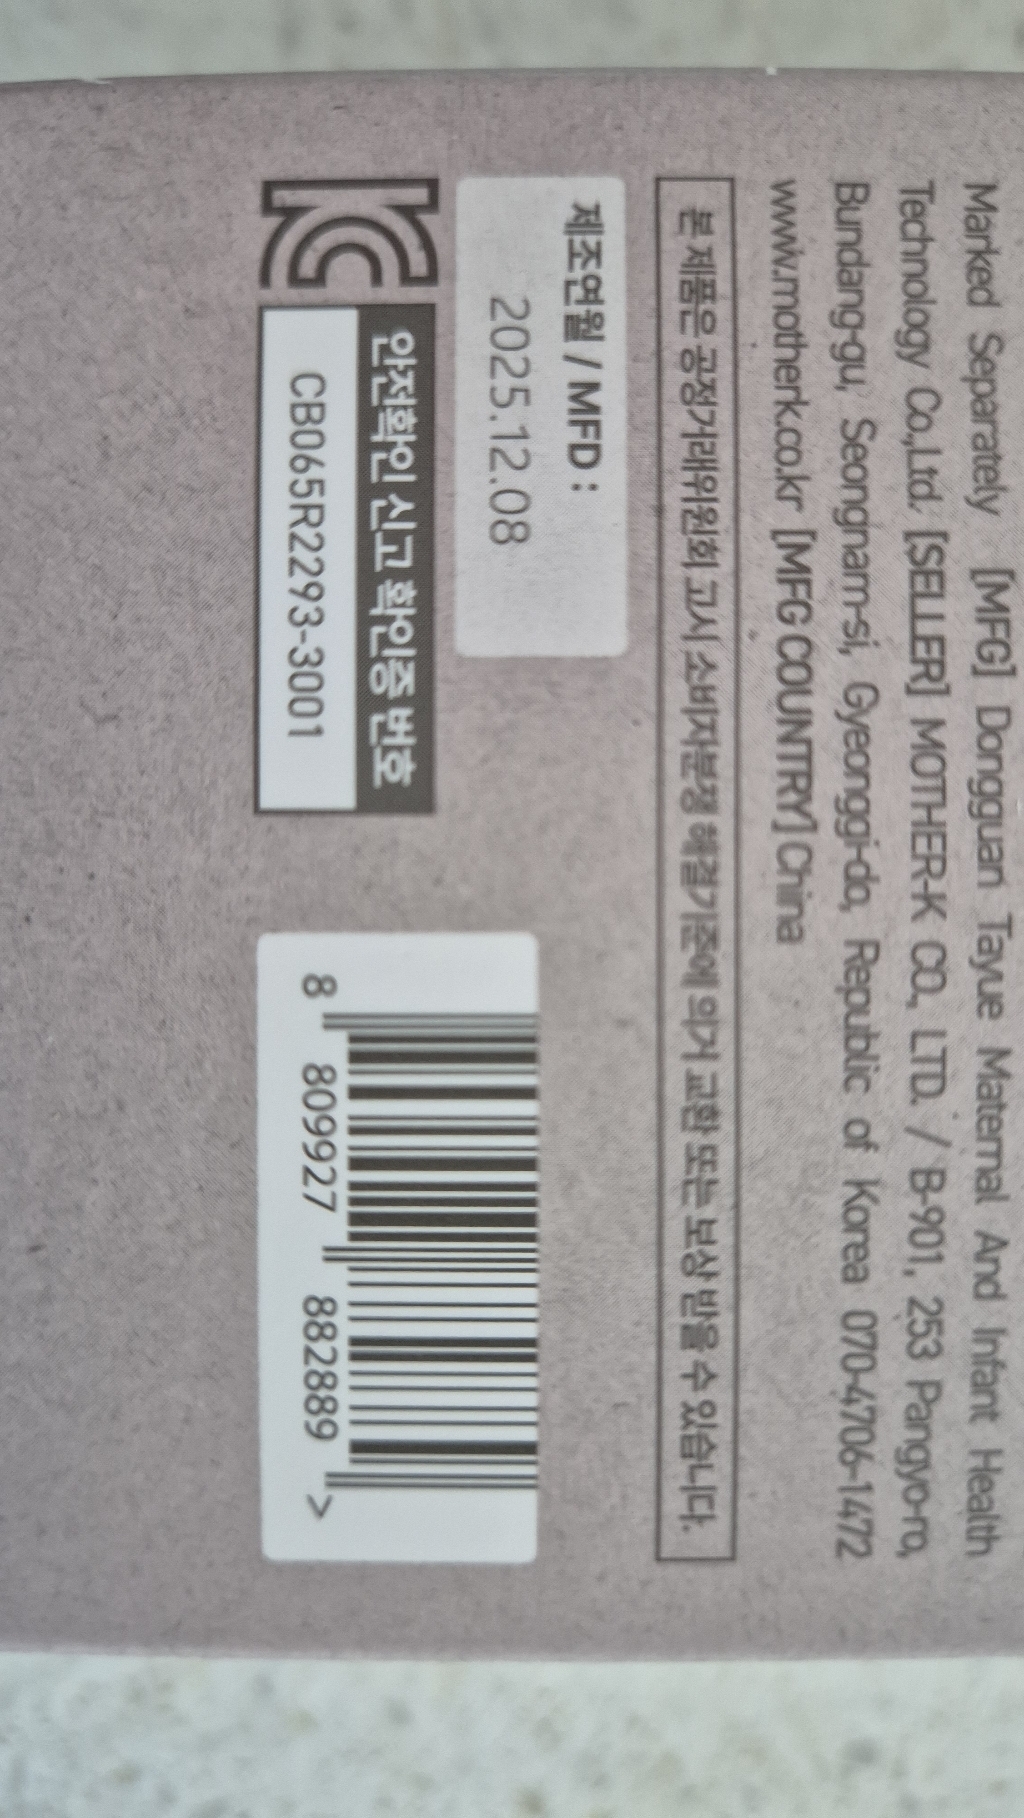 Marked Separately [MFG] Dongguan Tayue Maternal And Infant Health
Technology Co.,Ltd. [SELLER] MOTHER-K CO., LTD. / B-901, 253 Pangyo-ro,
Bundang-gu, Seongnam-si, Gyeonggi-do, Republic of Korea 070-4706-1472
www.motherk.co.kr [MFG COUNTRY] China
본 제품은 공정거래위원회 고시 소비자분쟁 해결기준에 의거 교환 또는 보상 받을 수 있습니다.
제조연월 / MFD :
2025.12.08
안전확인 신고 확인증 번호
CB065R2293-3001
8 809927 882889 >